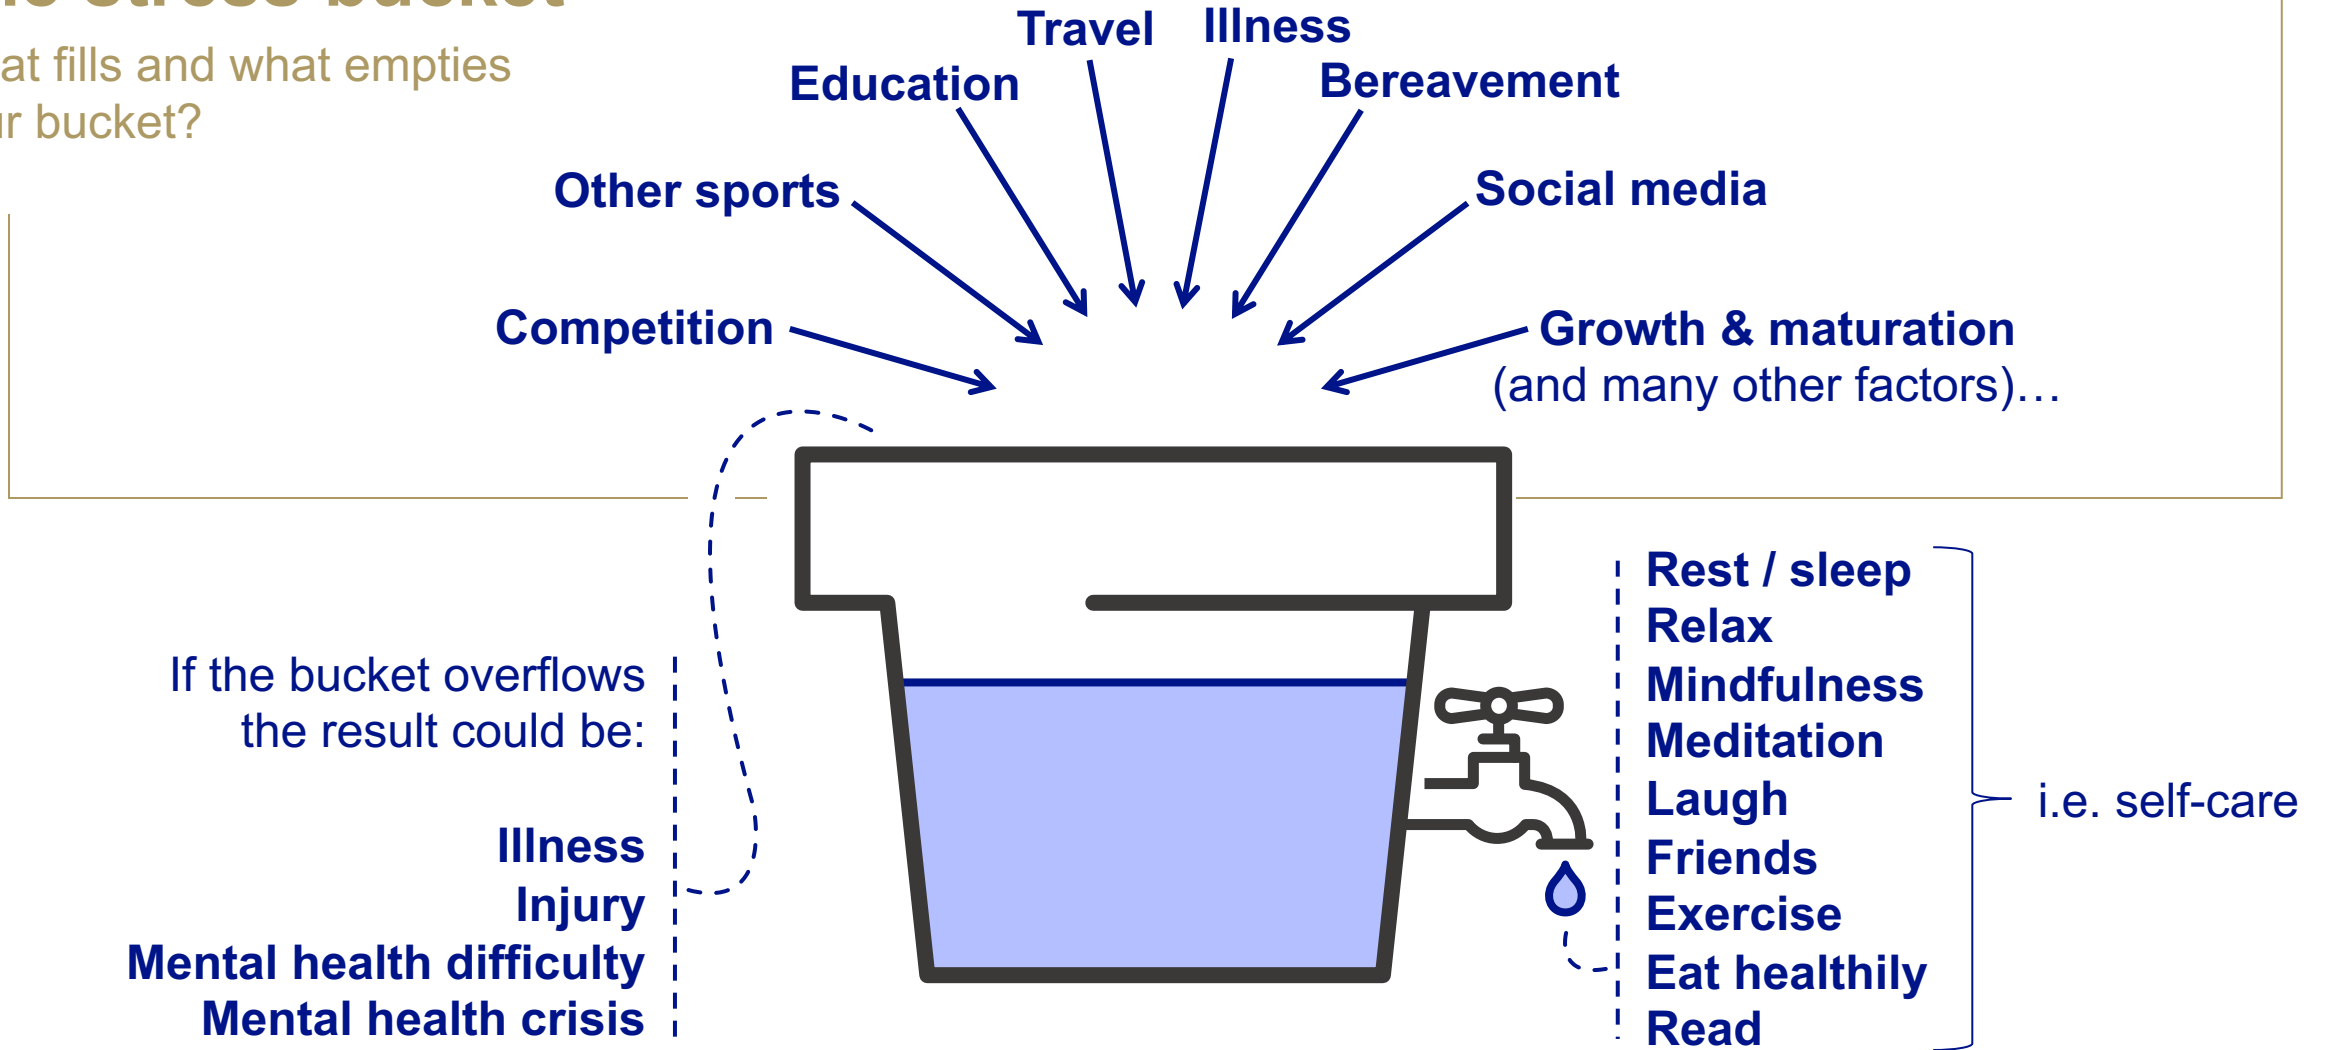 stress bucket
at fills and what empties
bucket?
Travel
Illness
Education
Bereavement
Other sports
Social media
Competition
Growth & maturation
(and many other factors)…
If the bucket overflows
the result could be:
Illness
Injury
Mental health difficulty
Mental health crisis
Rest / sleep
Relax
Mindfulness
Meditation
Laugh
Friends
Exercise
Eat healthily
Read
i.e. self-care